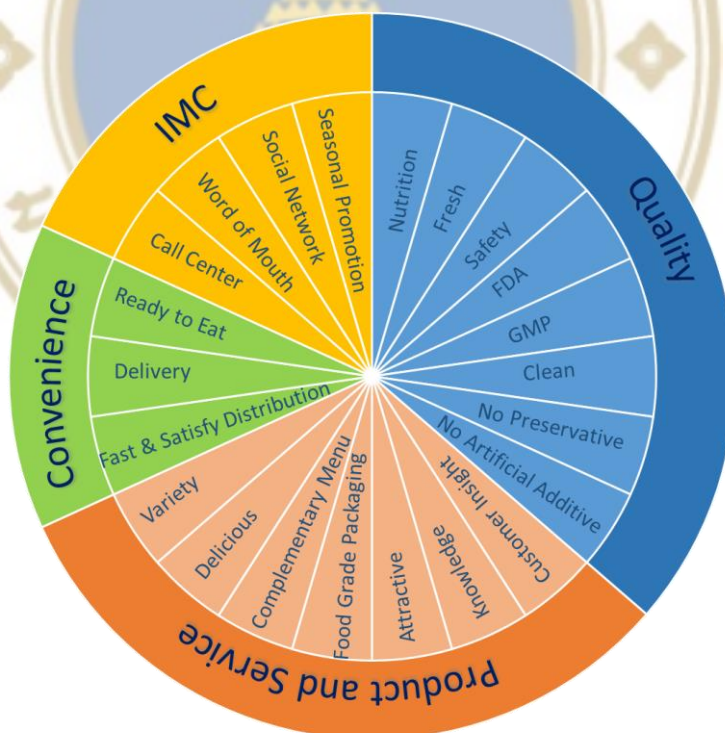 Quality
Nutrition
Fresh
Safety
FDA
GMP
Clean
No Preservative
No Artificial Additive
Product and Service
Customer Insight
Knowledge
Attractive
Food Grade Packaging
Complementary Menu
Delicious
Variety
Convenience
Fast & Satisfy Distribution
Delivery
Ready to Eat
IMC
Call Center
Word of Mouth
Social Network
Seasonal Promotion